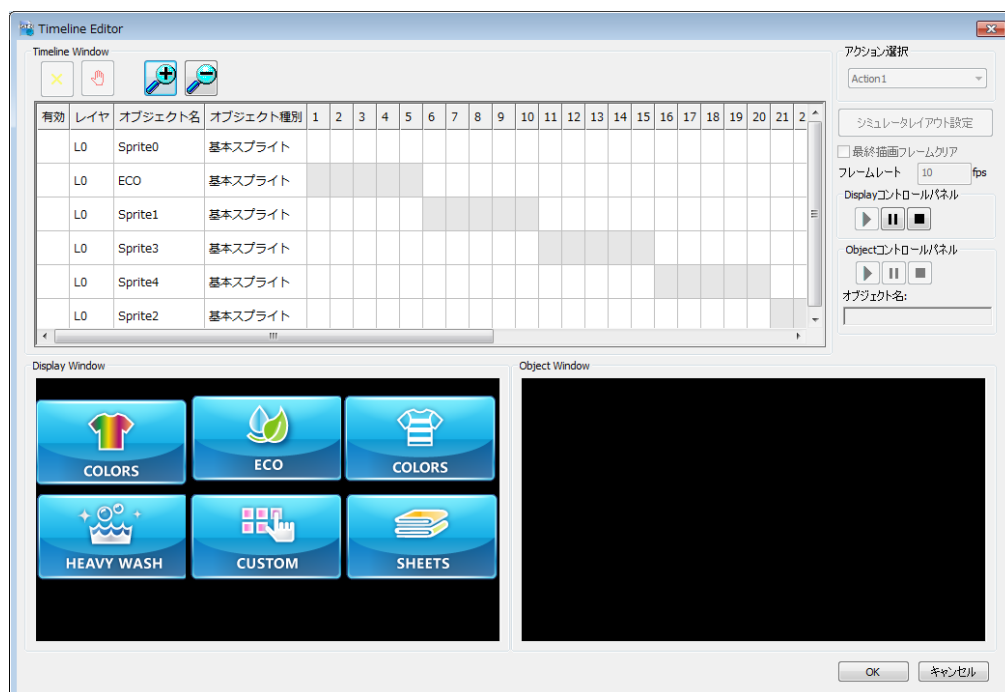 Timeline Editor
Timeline Window
有効 レイヤ オブジェクト名 オブジェクト種別 1 2 3 4 5 6 7 8 9 10 11 12 13 14 15 16 17 18 19 20 21 2
L0 Sprite0 基本スプライト
L0 ECO 基本スプライト
L0 Sprite1 基本スプライト
L0 Sprite3 基本スプライト
L0 Sprite4 基本スプライト
L0 Sprite2 基本スプライト
アクション選択
Action1
シミュレータレイアウト設定
最終描画フレームクリア
フレームレート 10 fps
Displayコントロールパネル
Objectコントロールパネル
オブジェクト名:
Display Window
COLORS
ECO
COLORS
HEAVY WASH
CUSTOM
SHEETS
Object Window
OK
キャンセル